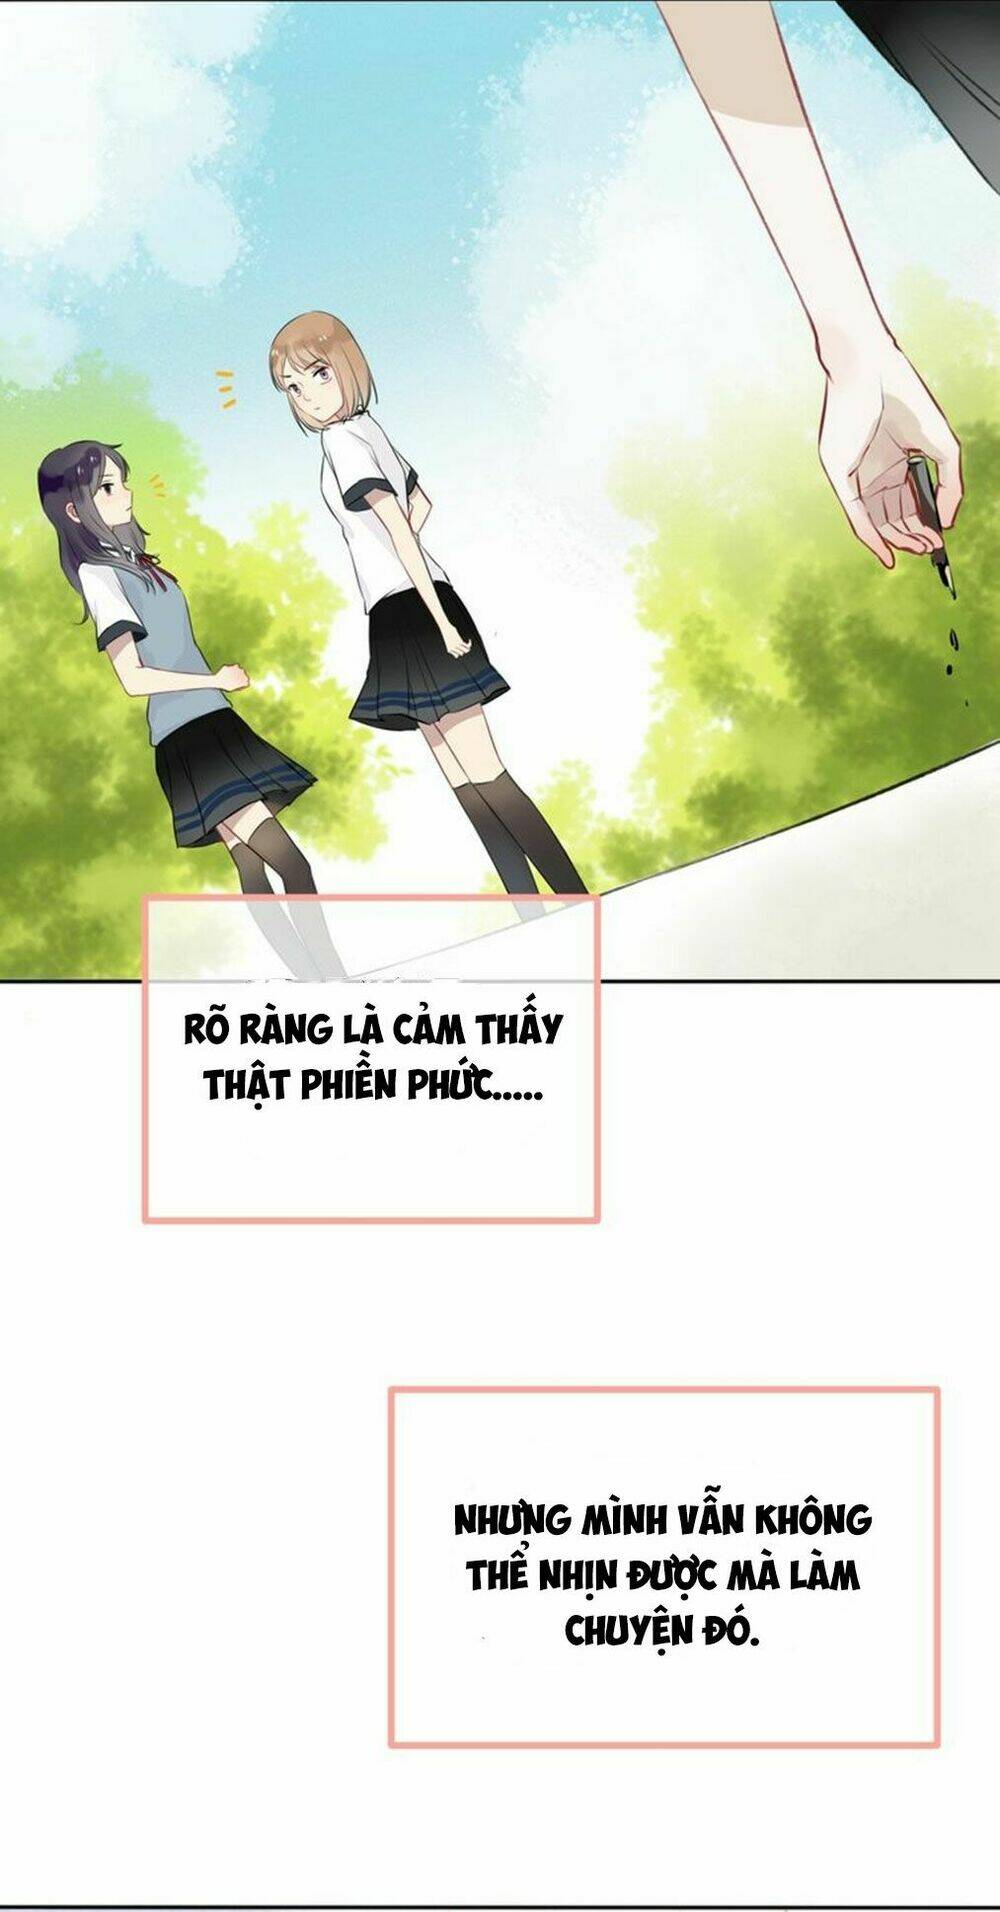 RÕ RÀNG LÀ CẢM THẤY
THẬT PHIỀN PHỨC.....
NHƯNG MÌNH VẪN KHÔNG
THỂ NHỊN ĐƯỢC MÀ LÀM
CHUYỆN ĐÓ.